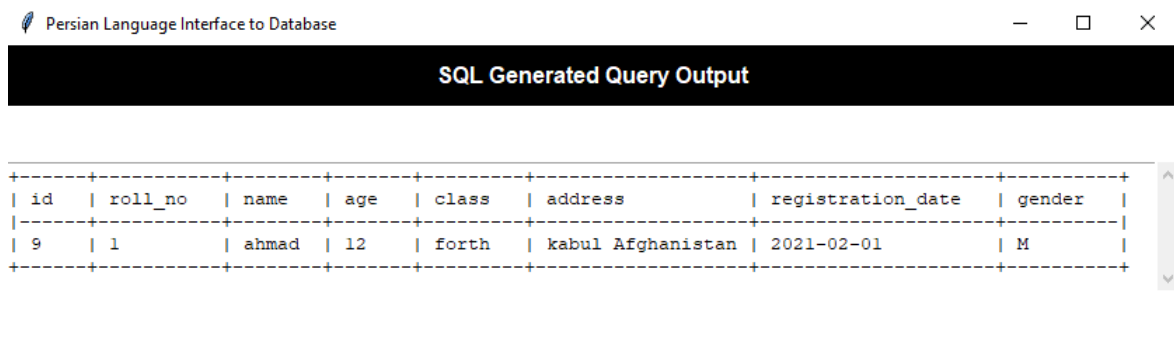 Persian Language Interface to Database
SQL Generated Query Output
+------+-----------+--------+-------+---------+-------------------+---------------------+----------+
| id | roll_no | name | age | class | address | registration_date | gender |
|------+-----------+--------+-------+---------+-------------------+---------------------+----------|
| 9 | 1 | ahmad | 12 | forth | kabul Afghanistan | 2021-02-01 | M |
+------+-----------+--------+-------+---------+-------------------+---------------------+----------+